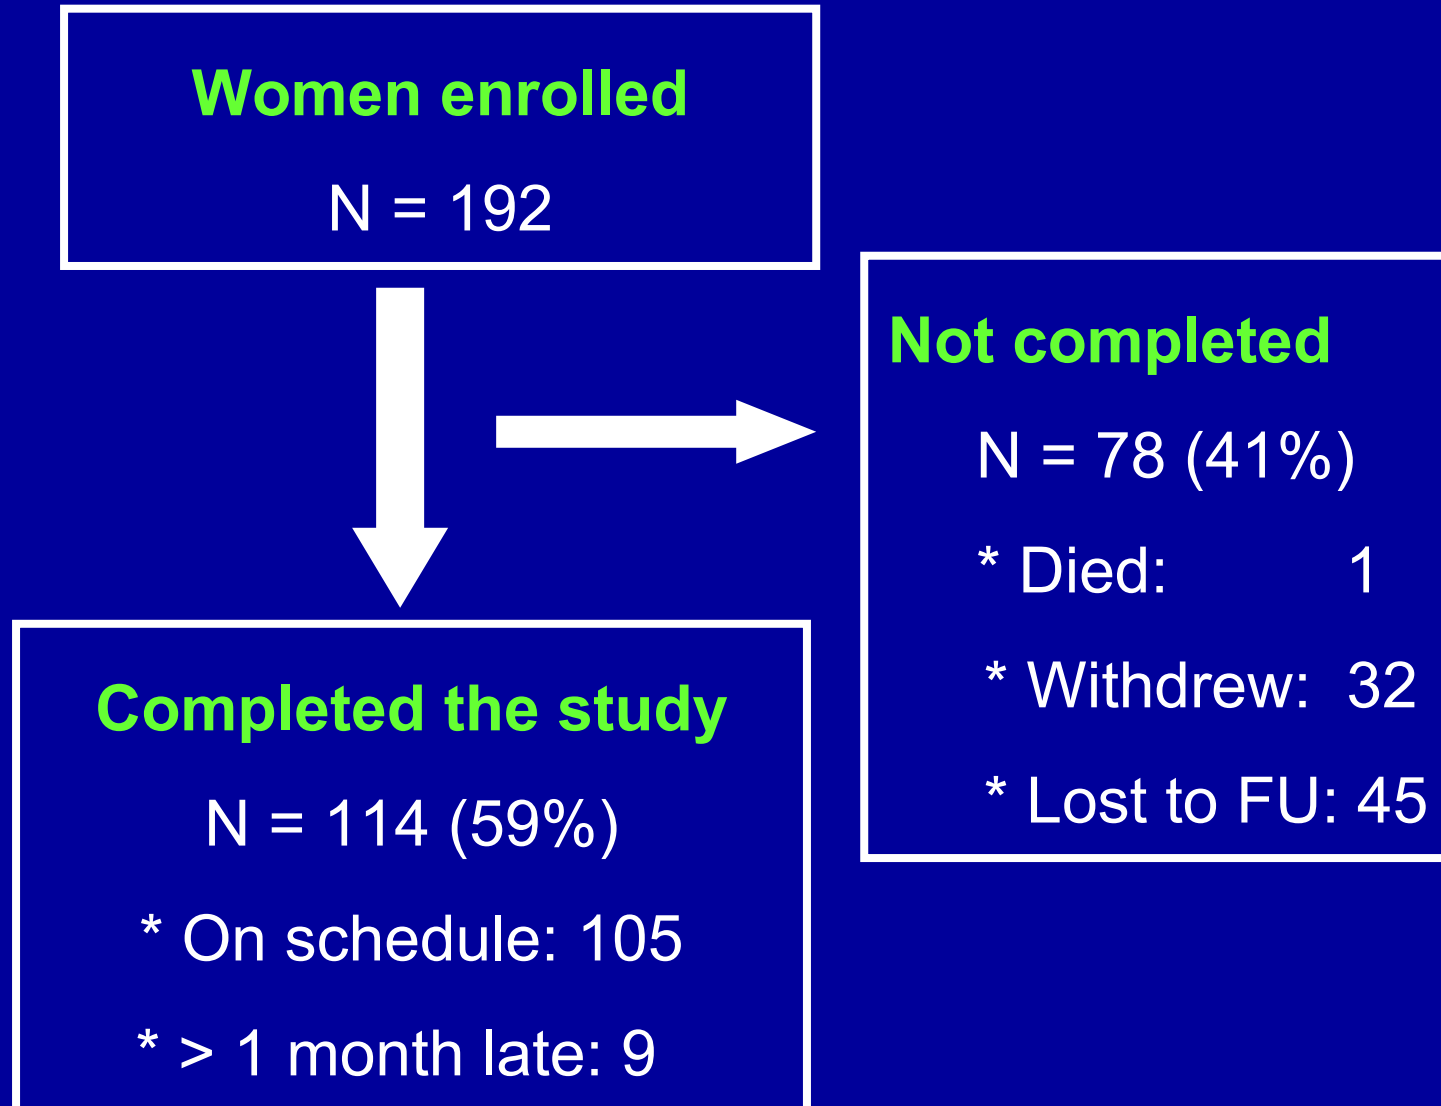 Women enrolled
N = 192
Not completed
N = 78 (41%)
* Died: 1
* Withdrew: 32
* Lost to FU: 45
Completed the study
N = 114 (59%)
* On schedule: 105
* > 1 month late: 9